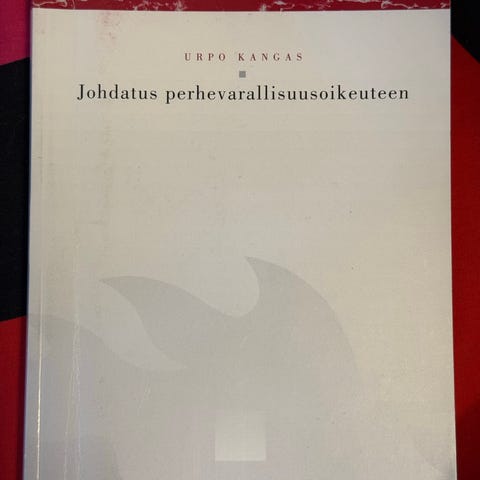 URPO KANGAS
Johdatus perhevarallisuusoikeuteen